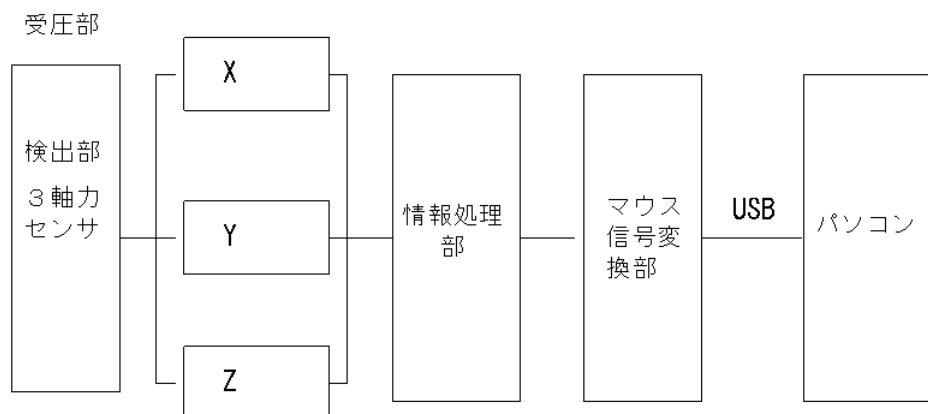 受圧部
検出部
３軸力
センサ
X
Y
Z
情報処理
部
マウス
信号変
換部
USB
パソコン